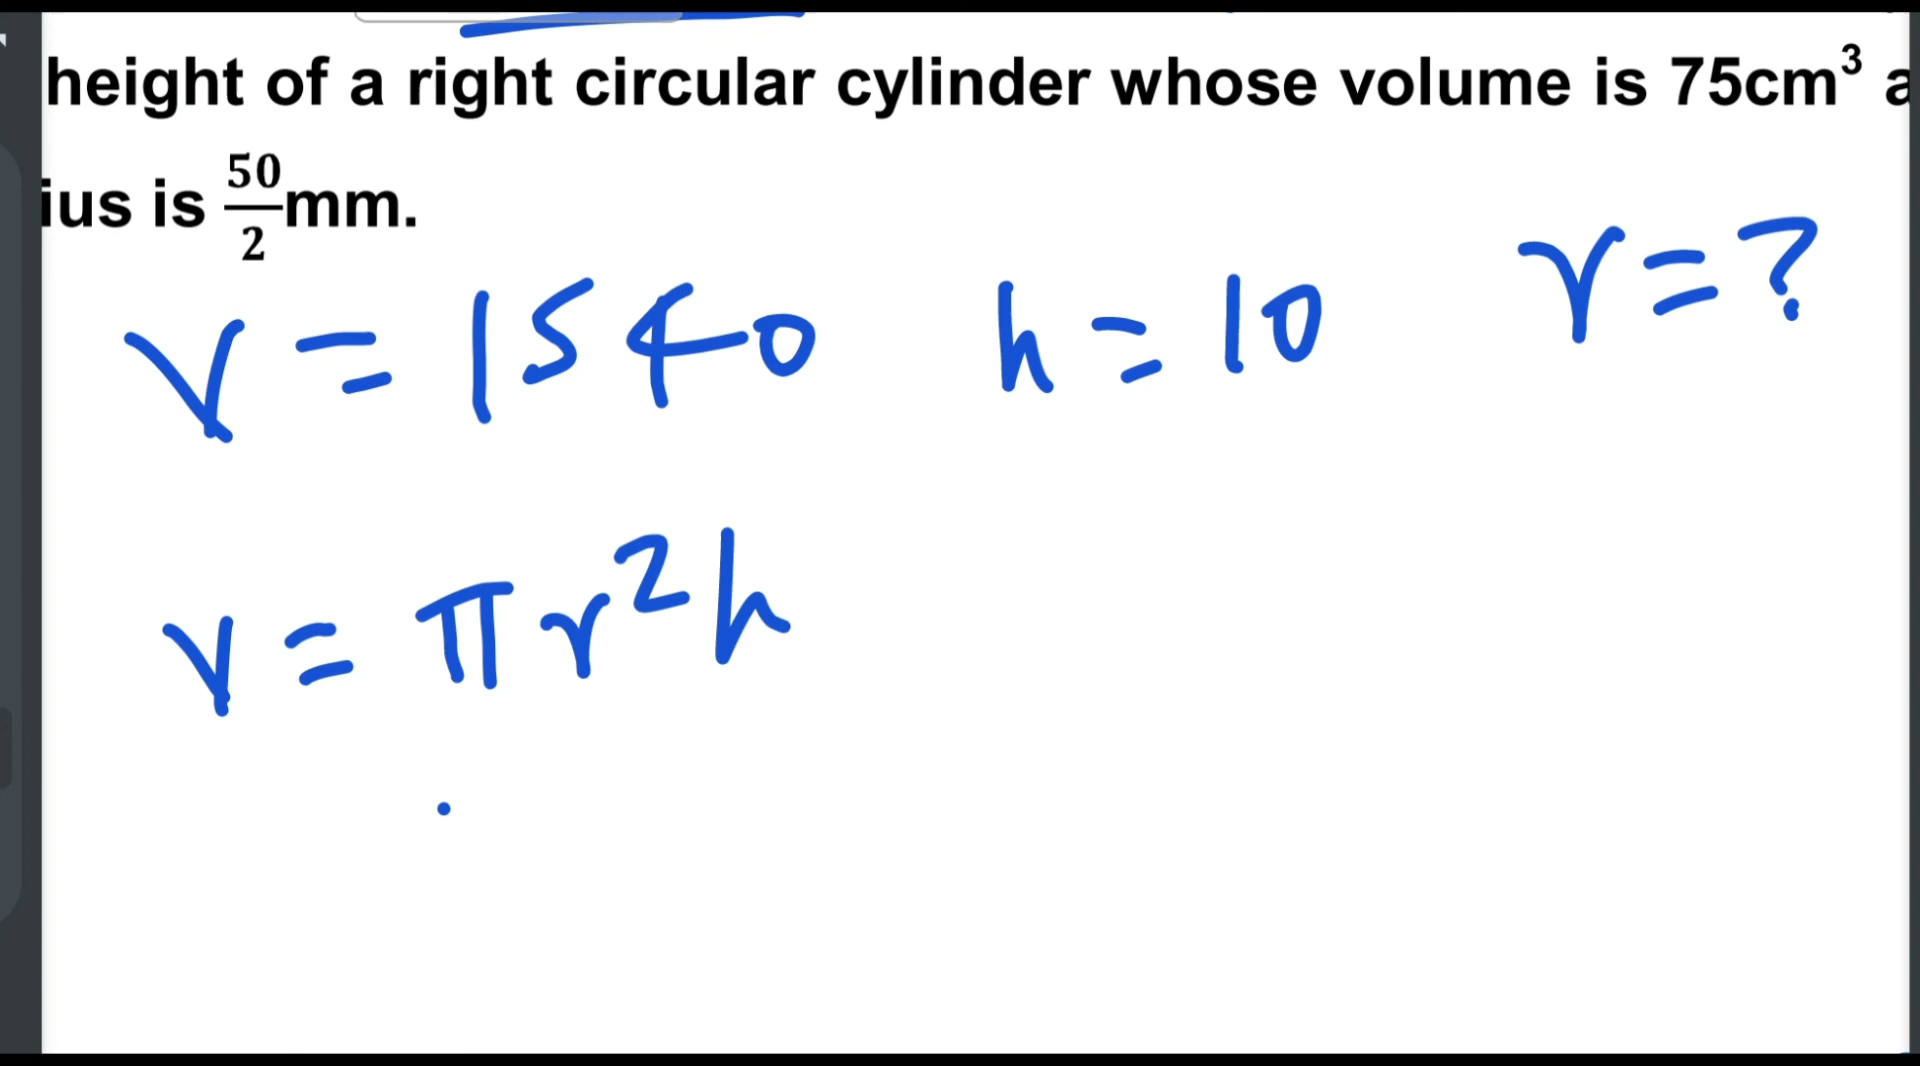 height of a right circular cylinder whose volume is 75cm³ a
ius is 50/2 mm.
V = 1540 h = 10 r = ?
V = πr²h